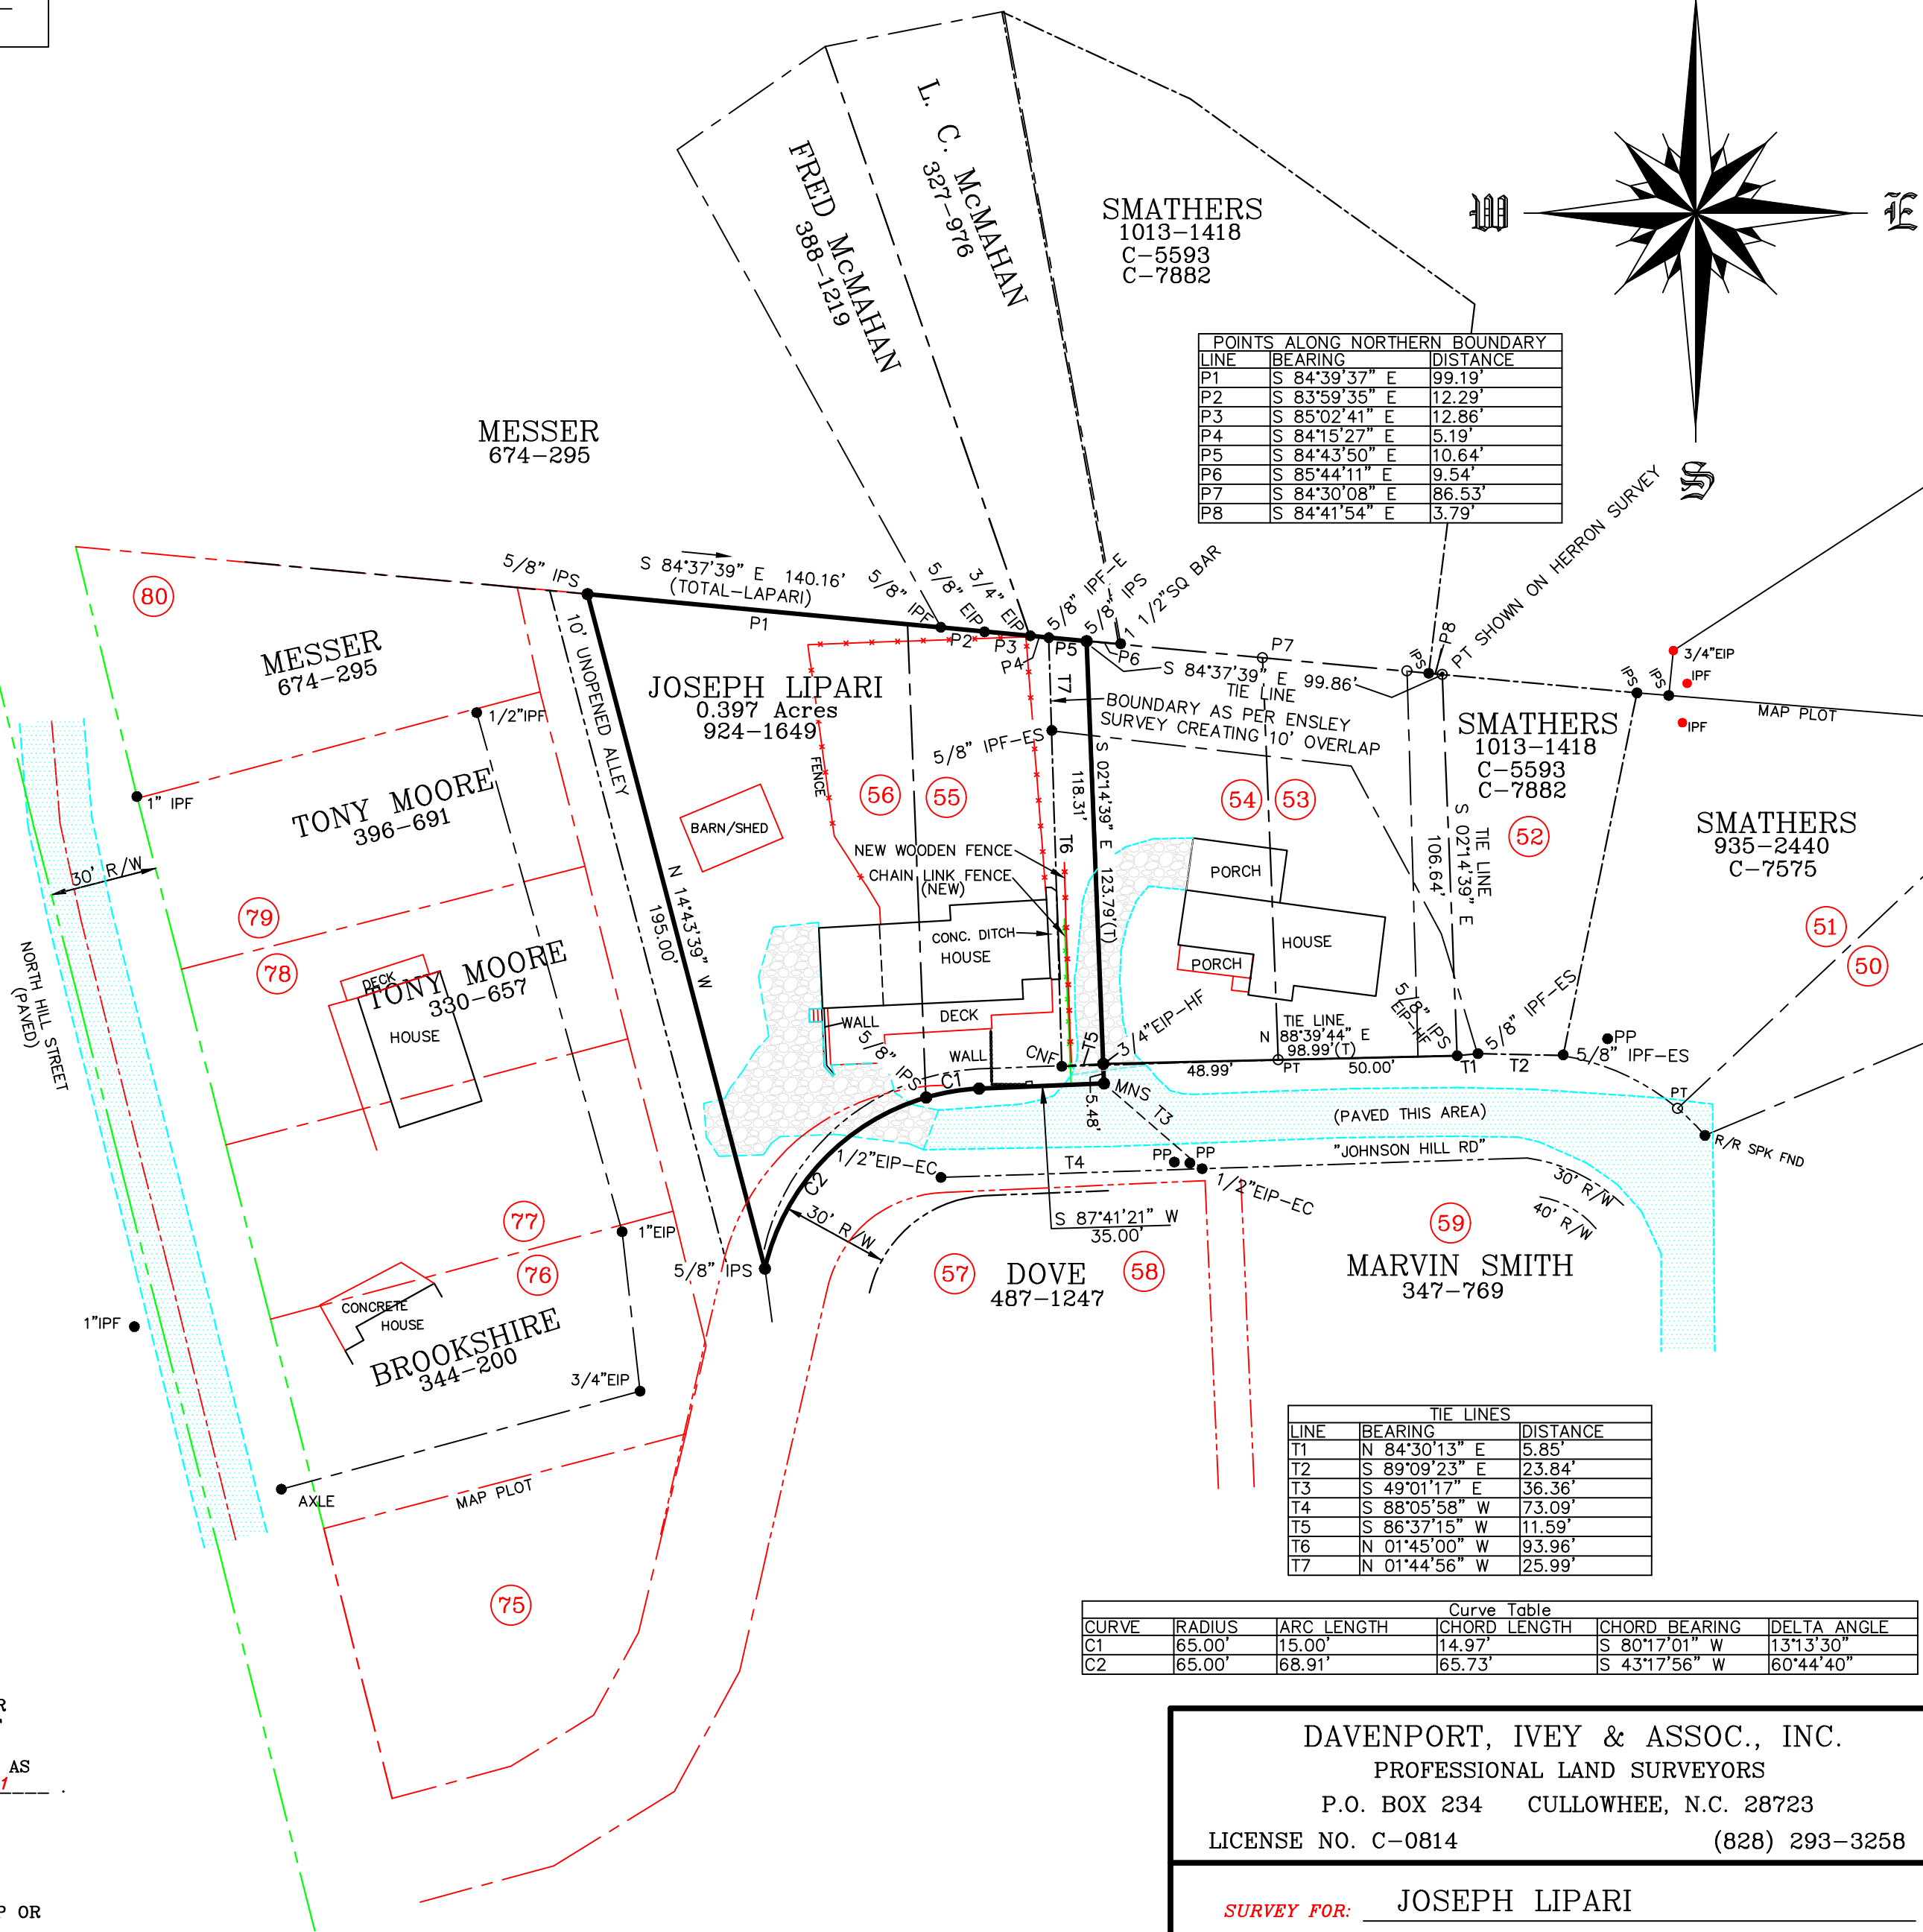 L. C. McMAHAN
327-976
FRED McMAHAN
388-1219
SMATHERS
1013-1418
C-5593
C-7882
W
E
S
POINTS ALONG NORTHERN BOUNDARY
LINE BEARING DISTANCE
P1 S 84°39'37" E 99.19'
P2 S 83°59'35" E 12.29'
P3 S 85°02'41" E 12.86'
P4 S 84°15'27" E 5.19'
P5 S 84°43'50" E 10.64'
P6 S 85°44'11" E 9.54'
P7 S 84°30'08" E 86.53'
P8 S 84°41'54" E 3.79'
MESSER
674-295
5/8" IPS
S 84°37'39" E 140.16'
(TOTAL-LAPARI)
P1
5/8" IPF
5/8" EIP
3/4" EIP
5/8" IPF-E
5/8" IPS
1 1/2"SQ BAR
P2
P3
P4
P5
P6
P7
P8
IPS
PT SHOWN ON HERRON SURVEY
IPS
IPS
3/4"EIP
IPF
IPF
MAP PLOT
80
MESSER
674-295
10' UNOPENED ALLEY
JOSEPH LIPARI
0.397 Acres
924-1649
T7
S 84°37'39" E 99.86'
TIE LINE
BOUNDARY AS PER ENSLEY
SURVEY CREATING 10' OVERLAP
5/8" IPF-ES
SMATHERS
1013-1418
C-5593
C-7882
1/2"IPF
1" IPF
TONY MOORE
396-691
FENCE
56
55
54
53
52
BARN/SHED
118.31'
S 02°14'39" E 123.79'(T)
T6
TIE LINE
S 02°14'39" E
106.64'
SMATHERS
935-2440
C-7575
30' R/W
NEW WOODEN FENCE
CHAIN LINK FENCE
(NEW)
PORCH
HOUSE
PORCH
79
78
N 14°43'39" W
195.00'
CONC. DITCH
HOUSE
51
50
NORTH HILL STREET
(PAVED)
DECK
TONY MOORE
330-657
HOUSE
WALL
DECK
WALL
5/8" IPS
C1
CNF
T5
3/4"EIP-HF
TIE LINE
N 88°39'44" E
98.99'(T)
48.99'
PT
50.00'
5/8" IPS
EIP-HF
5/8" IPF-ES
T1
T2
PP
5/8" IPF-ES
PT
MNS
5.48'
T3
(PAVED THIS AREA)
"JOHNSON HILL RD"
R/R SPK FND
1/2"EIP-EC
T4
PP
PP
1/2"EIP-EC
30' R/W
40' R/W
C2
30' R/W
S 87°41'21" W
35.00'
77
76
1"EIP
5/8" IPS
57
DOVE
487-1247
58
59
MARVIN SMITH
347-769
1"IPF
CONCRETE
HOUSE
BROOKSHIRE
344-200
3/4"EIP
AXLE
MAP PLOT
75
TIE LINES
LINE BEARING DISTANCE
T1 N 84°30'13" E 5.85'
T2 S 89°09'23" E 23.84'
T3 S 49°01'17" E 36.36'
T4 S 88°05'58" W 73.09'
T5 S 86°37'15" W 11.59'
T6 N 01°45'00" W 93.96'
T7 N 01°44'56" W 25.99'
Curve Table
CURVE RADIUS ARC LENGTH CHORD LENGTH CHORD BEARING DELTA ANGLE
C1 65.00' 15.00' 14.97' S 80°17'01" W 13°13'30"
C2 65.00' 68.91' 65.73' S 43°17'56" W 60°44'40"
AS
P OR
DAVENPORT, IVEY & ASSOC., INC.
PROFESSIONAL LAND SURVEYORS
P.O. BOX 234 CULLOWHEE, N.C. 28723
LICENSE NO. C-0814 (828) 293-3258
SURVEY FOR: JOSEPH LIPARI